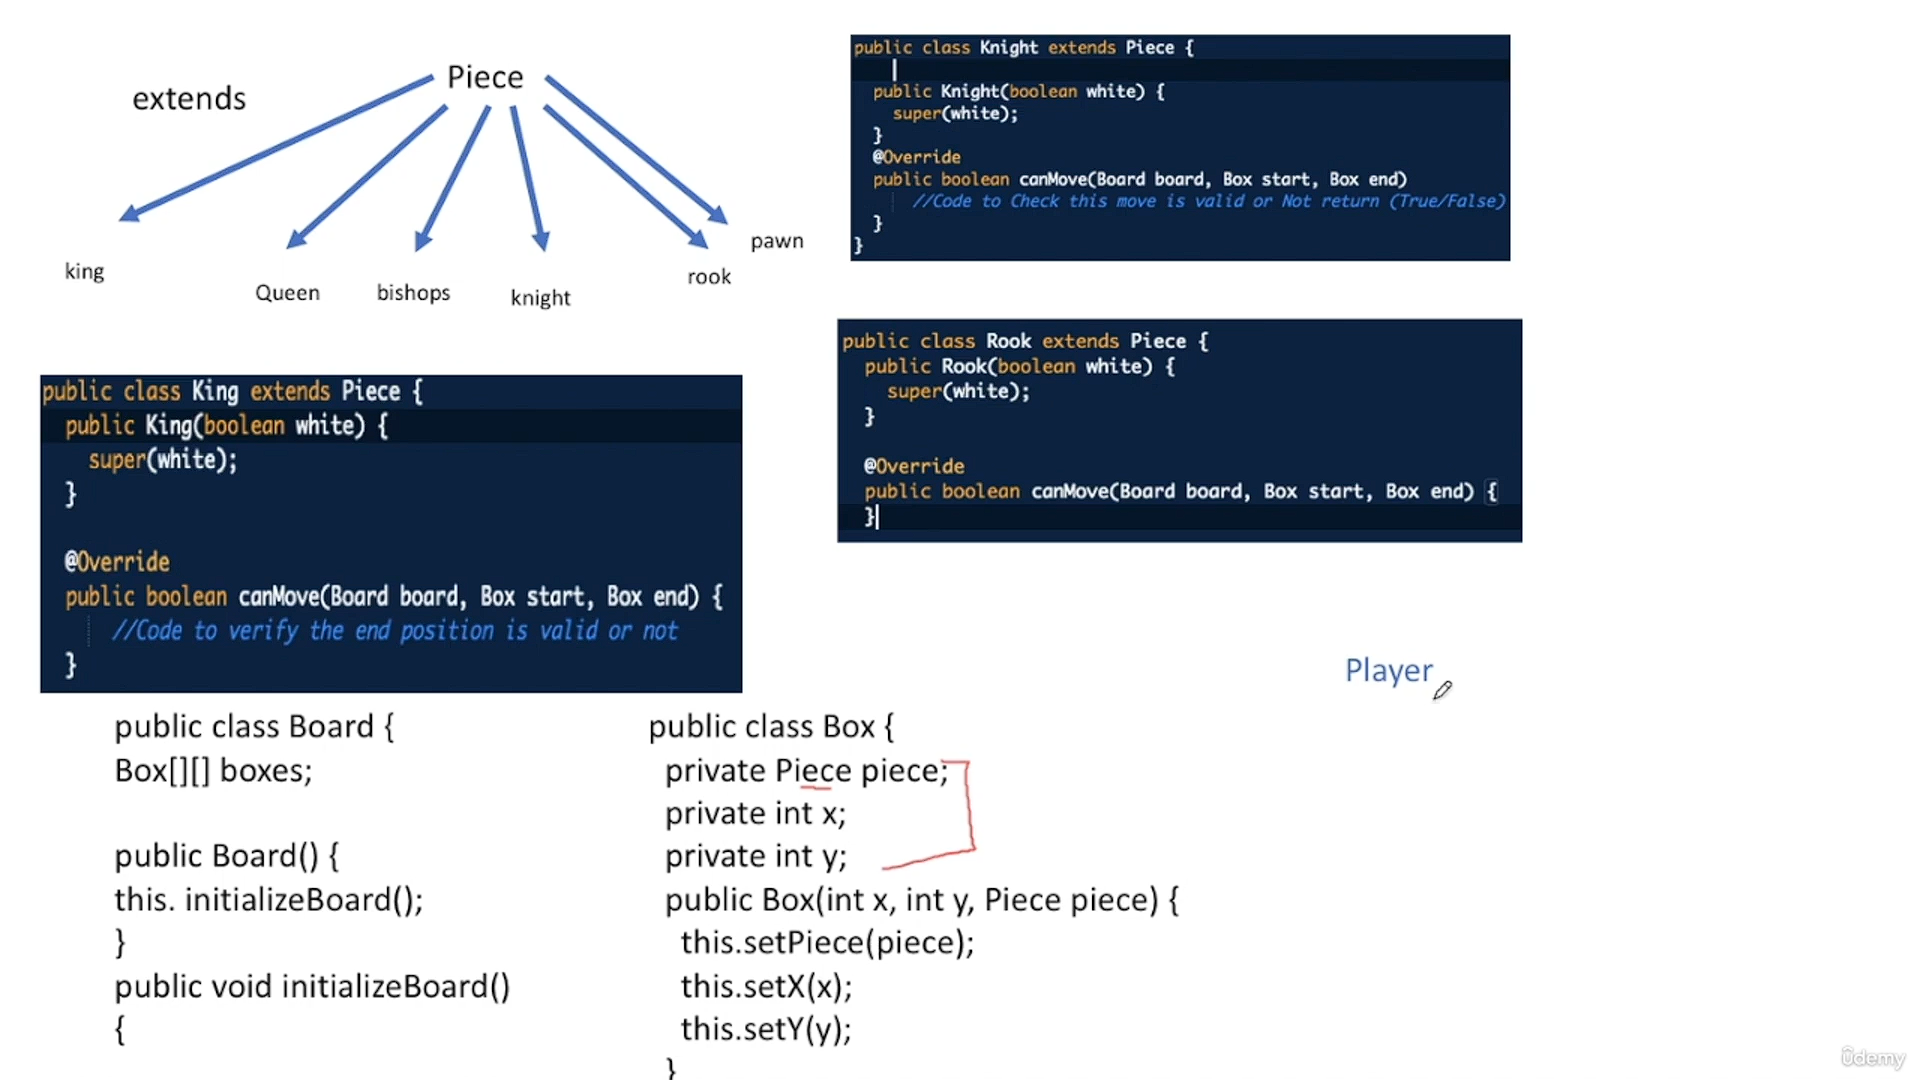 extends
Piece
king
Queen
bishops
knight
rook
pawn
public class Knight extends Piece {
public Knight(boolean white) {
super(white);
}
@Override
public boolean canMove(Board board, Box start, Box end)
//Code to Check this move is valid or Not return (True/False)
}
}
public class Rook extends Piece {
public Rook(boolean white) {
super(white);
}
@Override
public boolean canMove(Board board, Box start, Box end) {
}
public class King extends Piece {
public King(boolean white) {
super(white);
}
@Override
public boolean canMove(Board board, Box start, Box end) {
//Code to verify the end position is valid or not
}
Player
public class Board {
Box[][] boxes;
public Board() {
this. initializeBoard();
}
public void initializeBoard()
{
public class Box {
private Piece piece;
private int x;
private int y;
public Box(int x, int y, Piece piece) {
this.setPiece(piece);
this.setX(x);
this.setY(y);
}
ûdemy